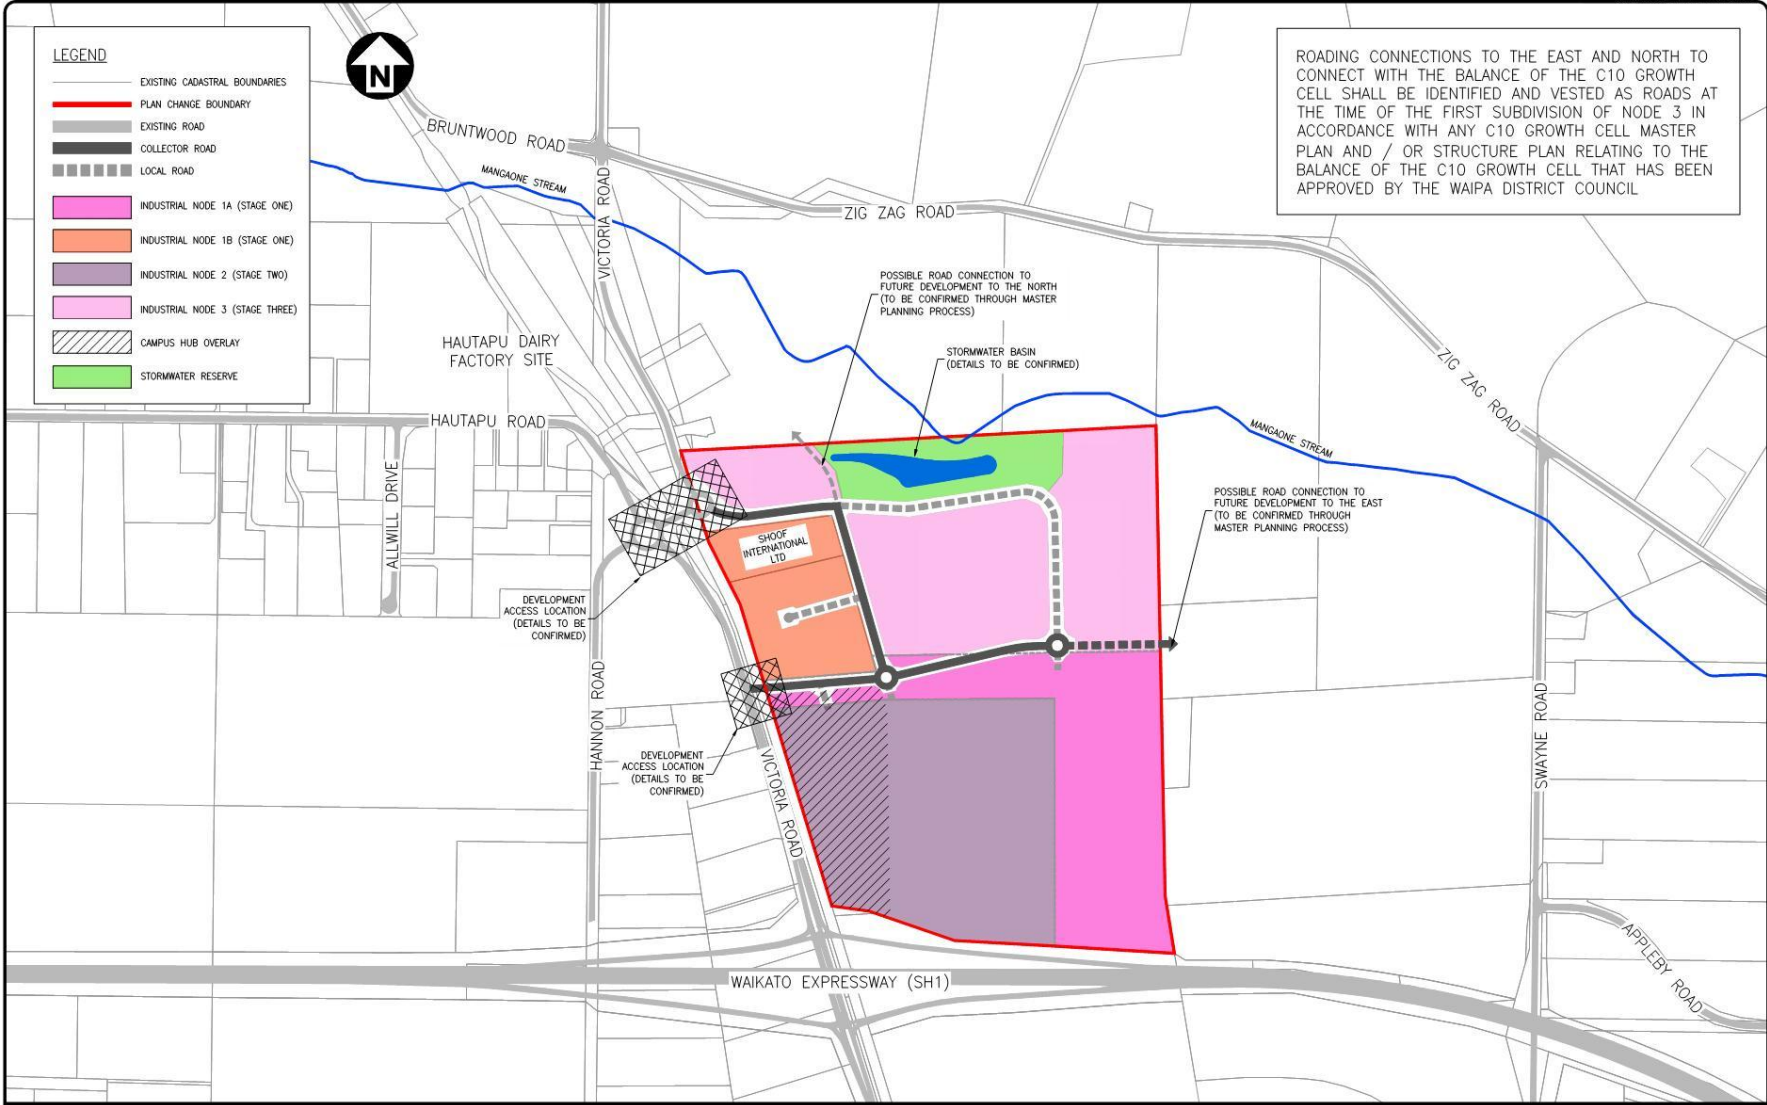 LEGEND
EXISTING CADASTRAL BOUNDARIES
PLAN CHANGE BOUNDARY
EXISTING ROAD
COLLECTOR ROAD
LOCAL ROAD
INDUSTRIAL NODE 1A (STAGE ONE)
INDUSTRIAL NODE 1B (STAGE ONE)
INDUSTRIAL NODE 2 (STAGE TWO)
INDUSTRIAL NODE 3 (STAGE THREE)
CAMPUS HUB OVERLAY
STORMWATER RESERVE
N
ROADING CONNECTIONS TO THE EAST AND NORTH TO
CONNECT WITH THE BALANCE OF THE C10 GROWTH
CELL SHALL BE IDENTIFIED AND VESTED AS ROADS AT
THE TIME OF THE FIRST SUBDIVISION OF NODE 3 IN
ACCORDANCE WITH ANY C10 GROWTH CELL MASTER
PLAN AND / OR STRUCTURE PLAN RELATING TO THE
BALANCE OF THE C10 GROWTH CELL THAT HAS BEEN
APPROVED BY THE WAIPA DISTRICT COUNCIL
BRUNTWOOD ROAD
MANGAONE STREAM
VICTORIA ROAD
ZIG ZAG ROAD
POSSIBLE ROAD CONNECTION TO
FUTURE DEVELOPMENT TO THE NORTH
(TO BE CONFIRMED THROUGH MASTER
PLANNING PROCESS)
HAUTAPU DAIRY
FACTORY SITE
STORMWATER BASIN
(DETAILS TO BE CONFIRMED)
ZIG ZAG ROAD
HAUTAPU ROAD
MANGAONE STREAM
ALLWILL DRIVE
POSSIBLE ROAD CONNECTION TO
FUTURE DEVELOPMENT TO THE EAST
(TO BE CONFIRMED THROUGH
MASTER PLANNING PROCESS)
SHOOF
INTERNATIONAL
LTD
DEVELOPMENT
ACCESS LOCATION
(DETAILS TO BE
CONFIRMED)
HANNON ROAD
DEVELOPMENT
ACCESS LOCATION
(DETAILS TO BE
CONFIRMED)
VICTORIA ROAD
SWAYNE ROAD
APPLEBY ROAD
WAIKATO EXPRESSWAY (SH1)